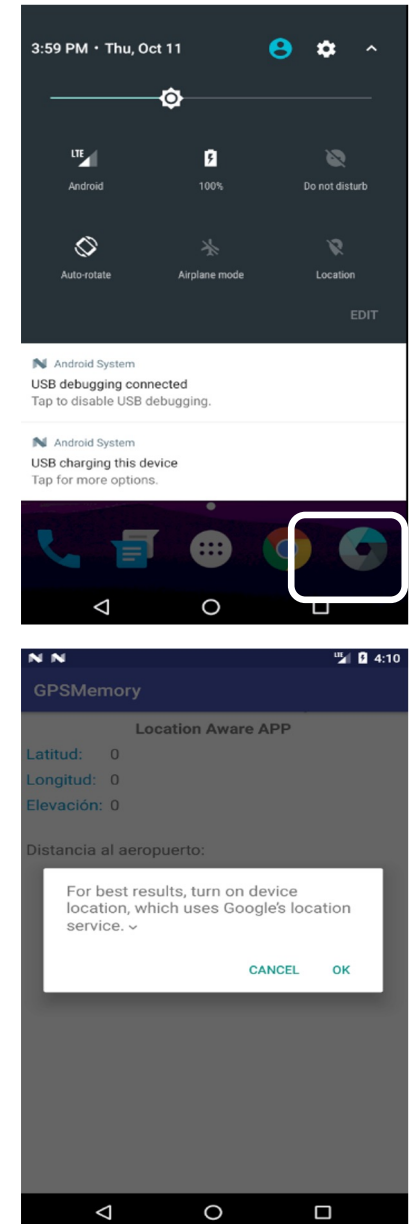 3:59 PM • Thu, Oct 11
LTE
Android
100%
Do not disturb
Auto-rotate
Airplane mode
Location
EDIT
Android System
USB debugging connected
Tap to disable USB debugging.
Android System
USB charging this device
Tap for more options.
LTE 4:10
GPSMemory
Location Aware APP
Latitud: 0
Longitud: 0
Elevación: 0
Distancia al aeropuerto:
For best results, turn on device
location, which uses Google's location
service.
CANCEL OK